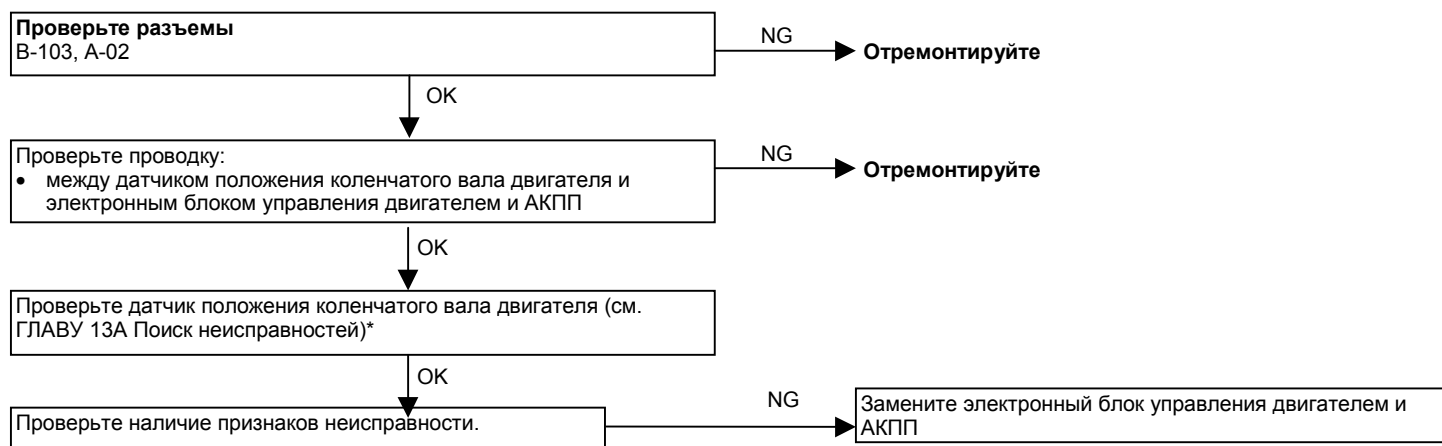 Проверьте разъемы
B-103, A-02
NG
Отремонтируйте
OK
Проверьте проводку:
• между датчиком положения коленчатого вала двигателя и
электронным блоком управления двигателем и АКПП
NG
Отремонтируйте
OK
Проверьте датчик положения коленчатого вала двигателя (см.
ГЛАВУ 13А Поиск неисправностей)*
OK
Проверьте наличие признаков неисправности.
NG
Замените электронный блок управления двигателем и
АКПП